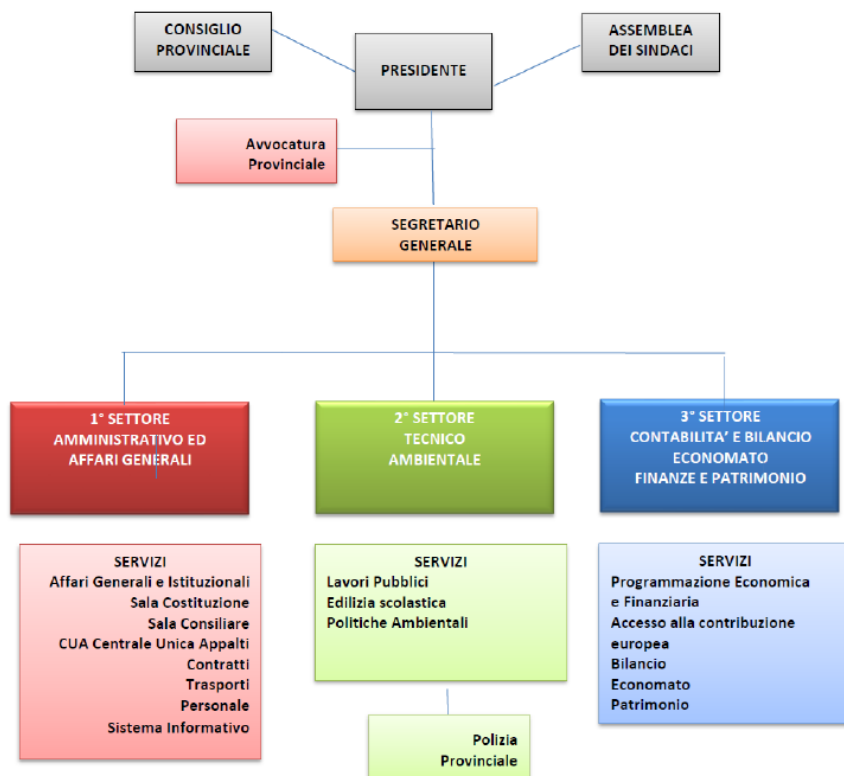 CONSIGLIO
PROVINCIALE
PRESIDENTE
ASSEMBLEA
DEI SINDACI
Avvocatura
Provinciale
SEGRETARIO
GENERALE
1° SETTORE
AMMINISTRATIVO ED
AFFARI GENERALI
2° SETTORE
TECNICO
AMBIENTALE
3° SETTORE
CONTABILITA’ E BILANCIO
ECONOMATO
FINANZE E PATRIMONIO
SERVIZI
Affari Generali e Istituzionali
Sala Costituzione
Sala Consiliare
CUA Centrale Unica Appalti
Contratti
Trasporti
Personale
Sistema Informativo
SERVIZI
Lavori Pubblici
Edilizia scolastica
Politiche Ambientali
SERVIZI
Programmazione Economica
e Finanziaria
Accesso alla contribuzione
europea
Bilancio
Economato
Patrimonio
Polizia
Provinciale